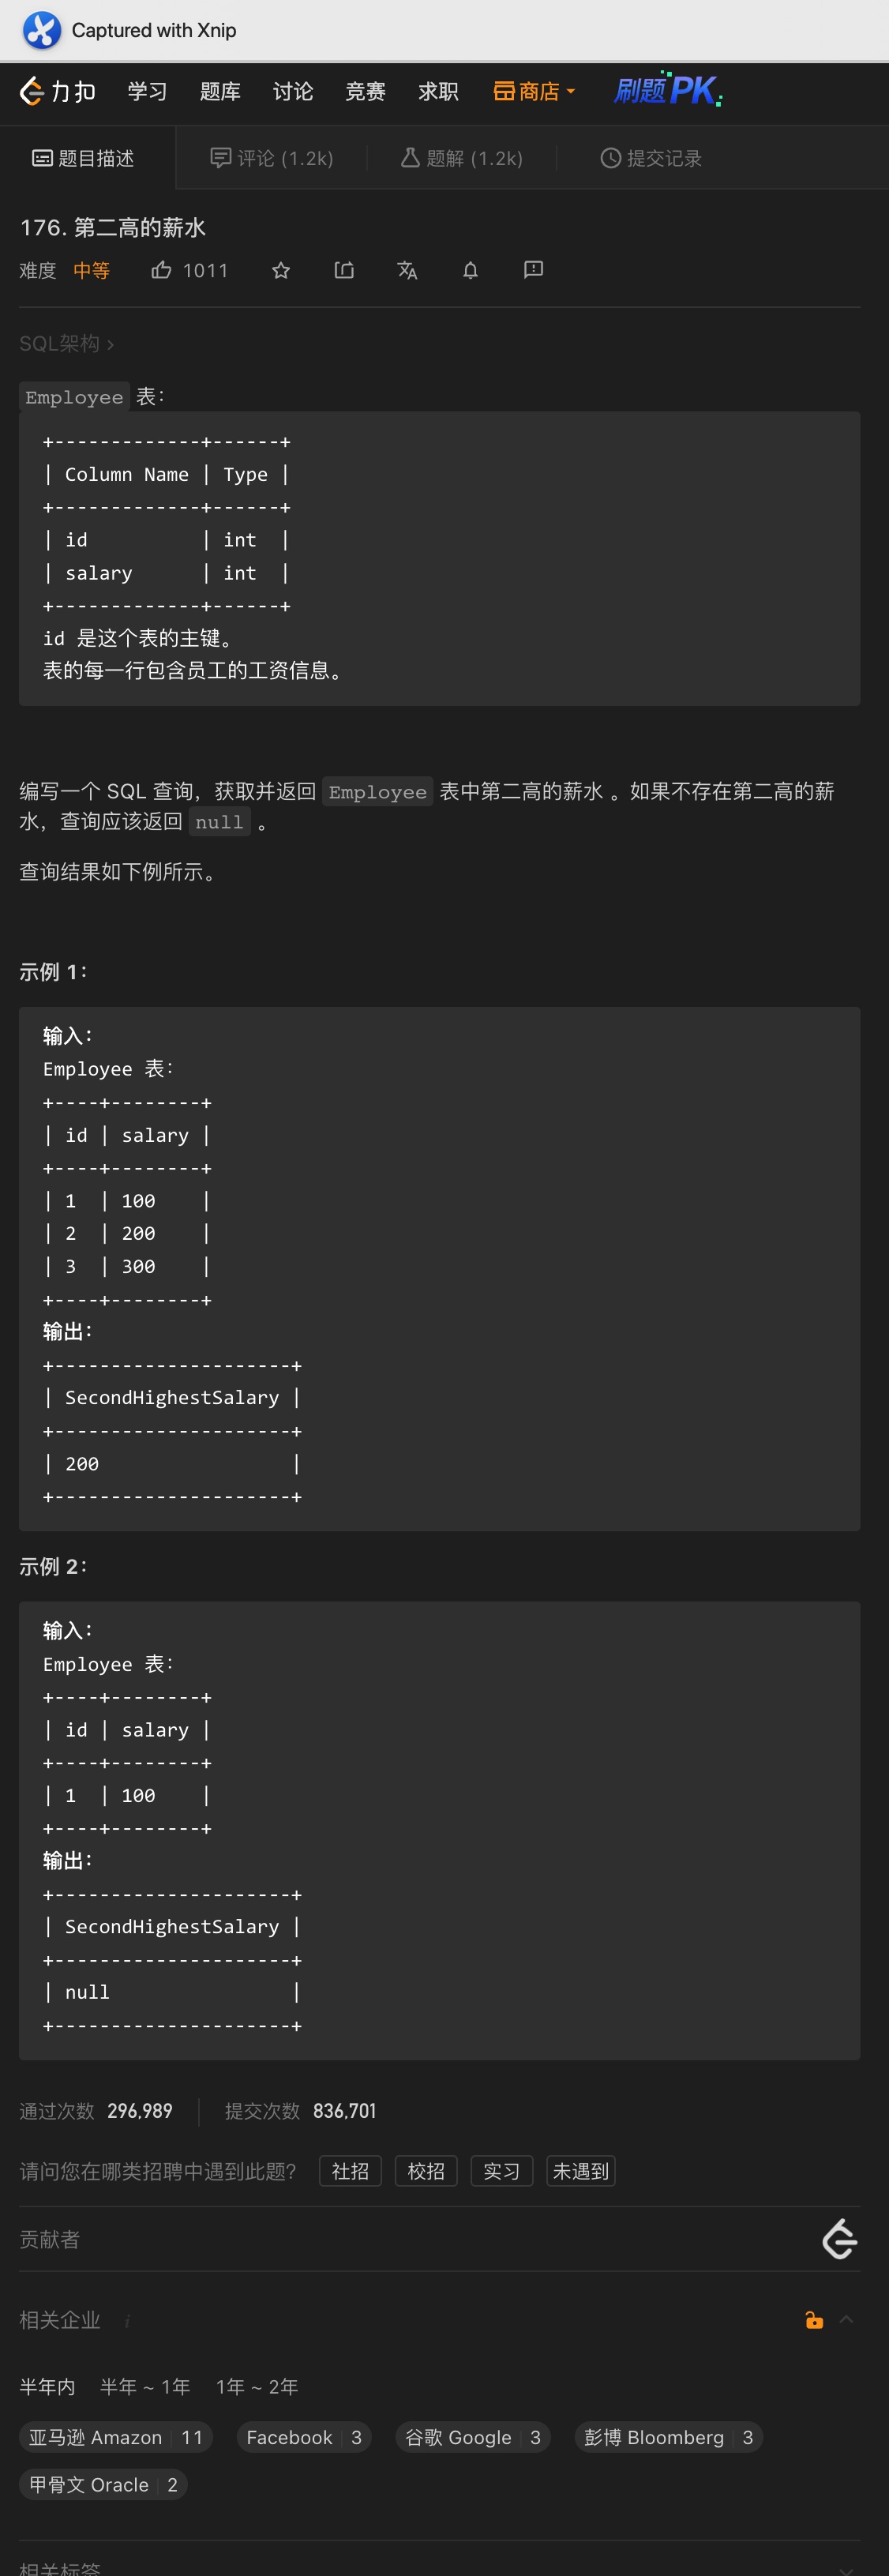 Captured with Xnip
力扣 学习 题库 讨论 竞赛 求职 商店 刷题PK
题目描述 评论 (1.2k) 题解 (1.2k) 提交记录
176. 第二高的薪水
难度 中等 1011
SQL架构 ›
Employee 表：
+-------------+------+
| Column Name | Type |
+-------------+------+
| id          | int  |
| salary      | int  |
+-------------+------+
id 是这个表的主键。
表的每一行包含员工的工资信息。
编写一个 SQL 查询，获取并返回 Employee 表中第二高的薪水 。如果不存在第二高的薪
水，查询应该返回 null 。
查询结果如下例所示。
示例 1：
输入：
Employee 表：
+----+--------+
| id | salary |
+----+--------+
| 1  | 100    |
| 2  | 200    |
| 3  | 300    |
+----+--------+
输出：
+---------------------+
| SecondHighestSalary |
+---------------------+
| 200                 |
+---------------------+
示例 2：
输入：
Employee 表：
+----+--------+
| id | salary |
+----+--------+
| 1  | 100    |
+----+--------+
输出：
+---------------------+
| SecondHighestSalary |
+---------------------+
| null                |
+---------------------+
通过次数 296,989 提交次数 836,701
请问您在哪类招聘中遇到此题? 社招 校招 实习 未遇到
贡献者
相关企业 i
半年内 半年 ~ 1年 1年 ~ 2年
亚马逊 Amazon 11 Facebook 3 谷歌 Google 3 彭博 Bloomberg 3
甲骨文 Oracle 2
相关标签